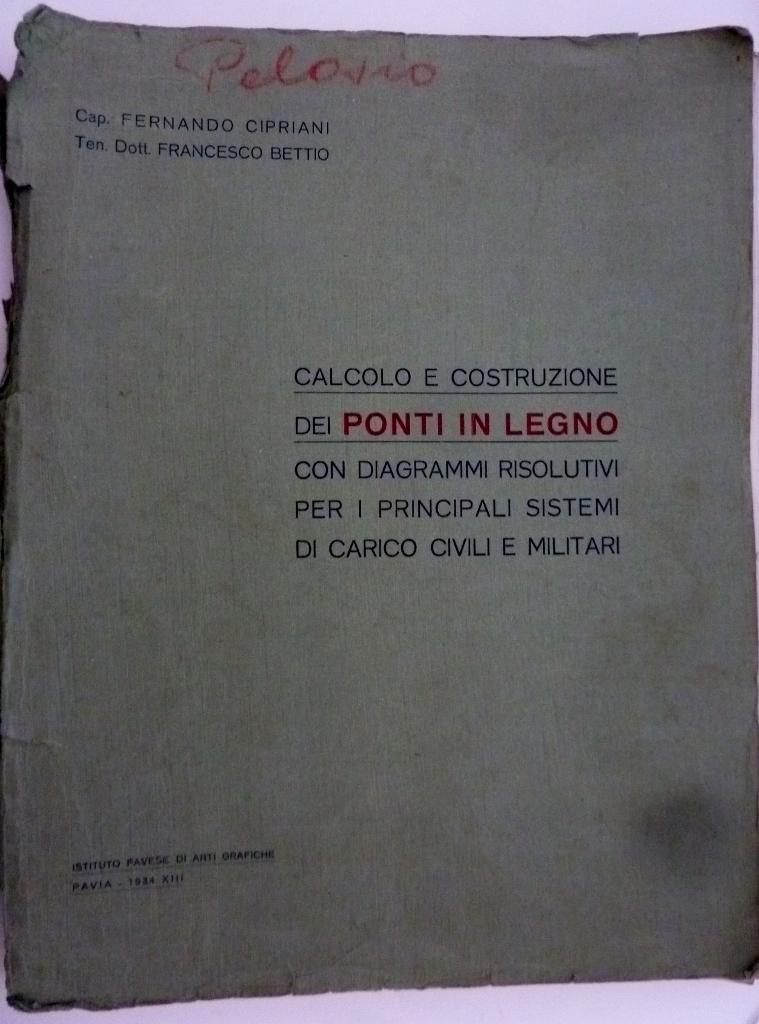 Pelosio
Cap. FERNANDO CIPRIANI
Ten. Dott. FRANCESCO BETTIO
CALCOLO E COSTRUZIONE
DEI PONTI IN LEGNO
CON DIAGRAMMI RISOLUTIVI
PER I PRINCIPALI SISTEMI
DI CARICO CIVILI E MILITARI
ISTITUTO PAVESE DI ARTI GRAFICHE
PAVIA - 1934 XIII